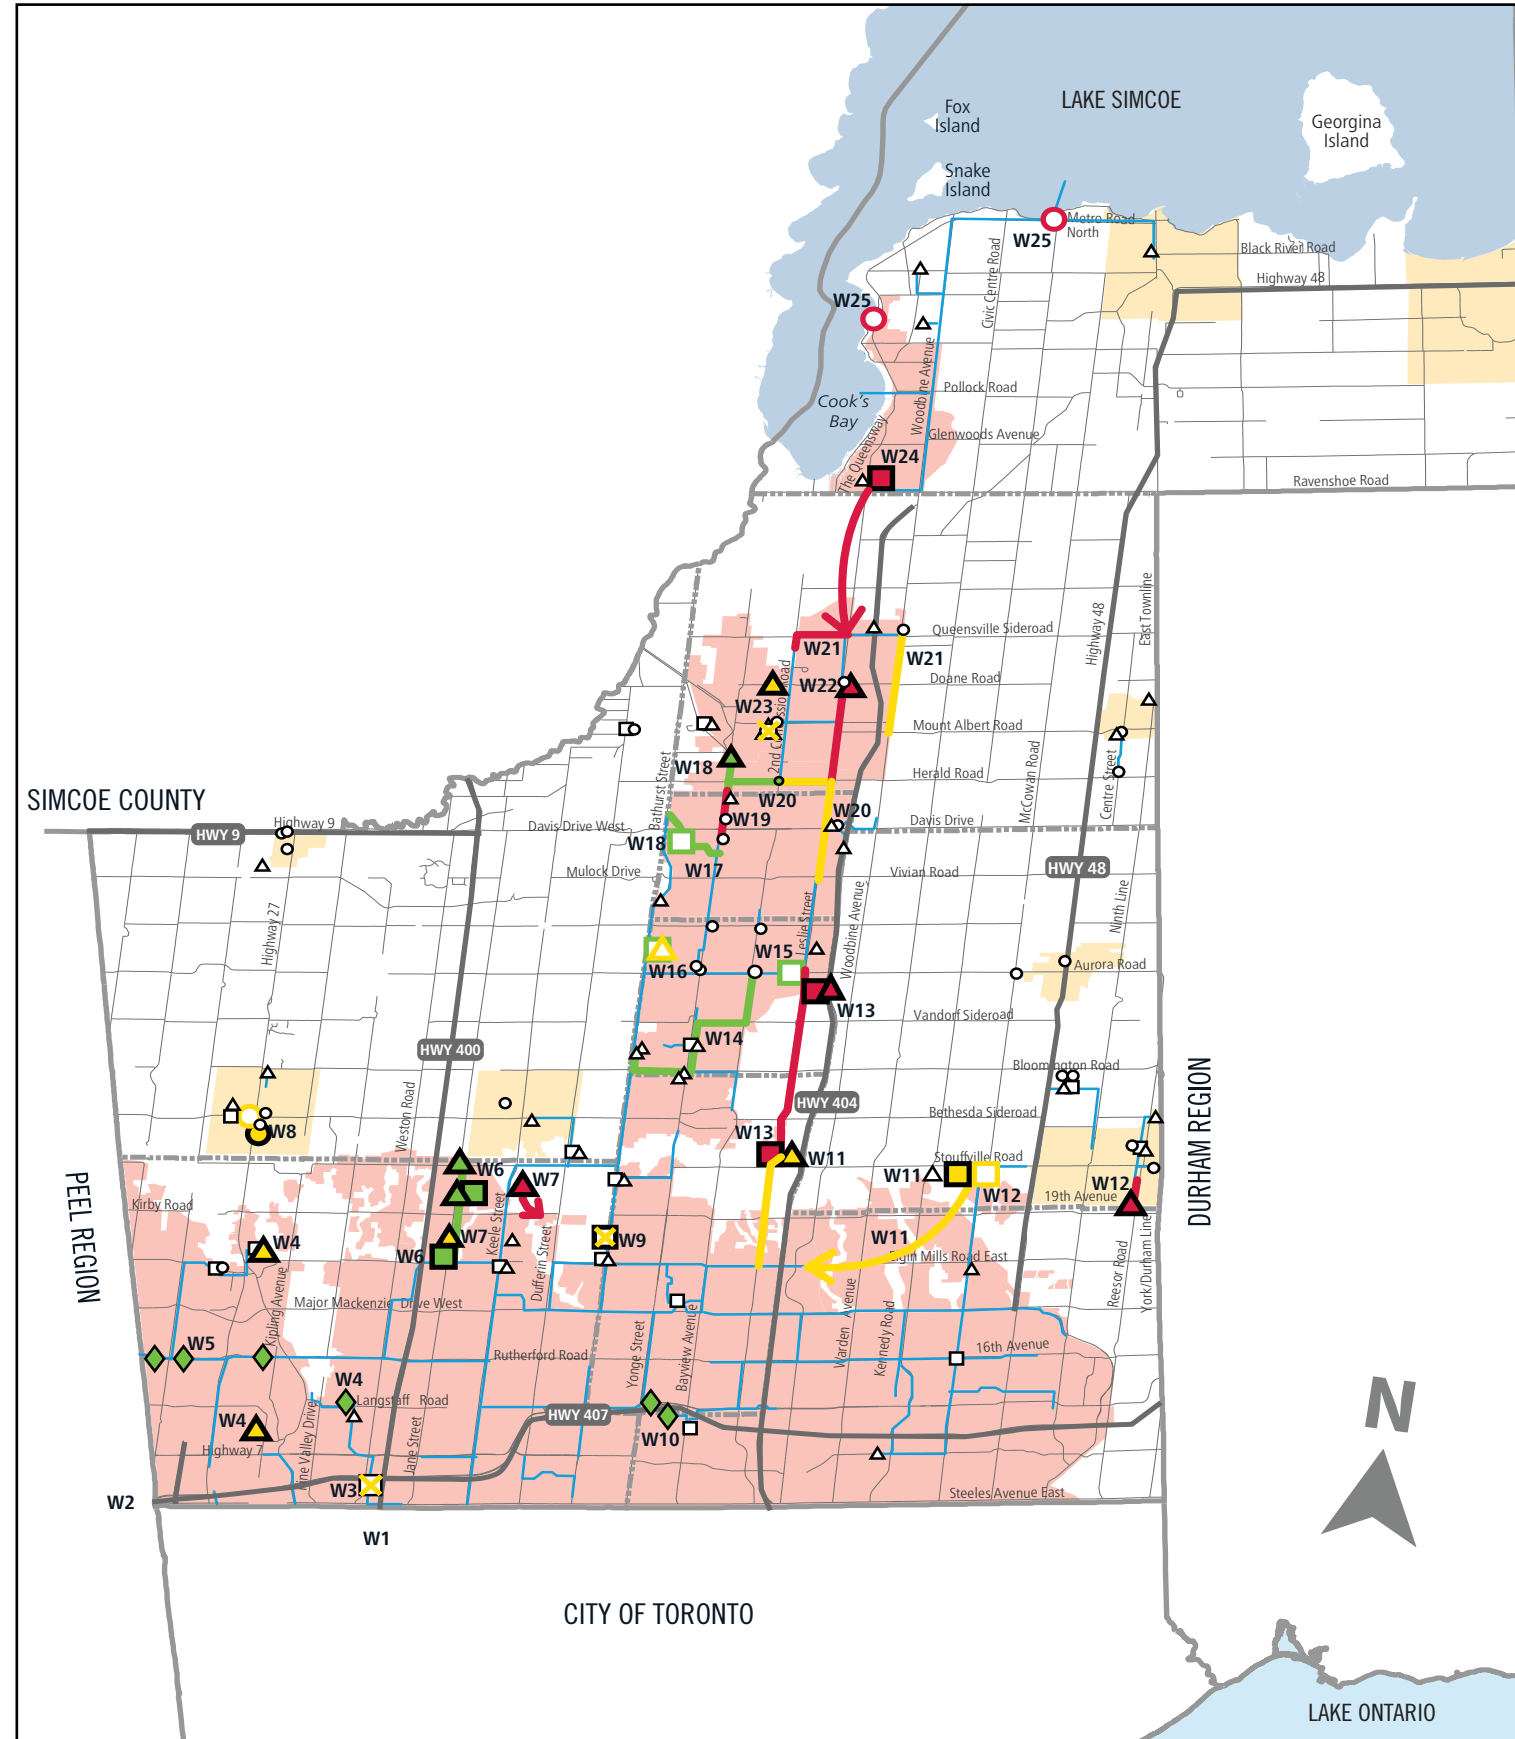 LAKE SIMCOE
Fox
Island
Georgina
Island
Snake
Island
Metro Road
North
W25
Civic Centre Road
Black River Road
Highway 48
W25
Woodbine Avenue
Pollock Road
Cook's
Bay
Glenwoods Avenue
The Queensway
W24
Ravenshoe Road
East Townline
Highway 48
Queensville Sideroad
W21
W21
Doane Road
W22
W23
2nd Concession Road
Mount Albert Road
W18
Bathurst Street
Herald Road
McCowan Road
Centre Street
W20
SIMCOE COUNTY
HWY 9
Highway 9
Davis Drive West
W19
W20
Davis Drive
W18
W17
Mulock Drive
Vivian Road
HWY 48
Ninth Line
Highway 27
Leslie Street
Woodbine Avenue
W15
W16
Aurora Road
W13
Vandorf Sideroad
W14
HWY 400
Bloomington Road
DURHAM REGION
Weston Road
HWY 404
Bethesda Sideroad
W8
W13
W11
Stouffville Road
W6
W7
W11
W12
W12
19th Avenue
PEEL REGION
Kirby Road
Keele Street
Dufferin Street
W4
W7
W6
W9
W11
Elgin Mills Road East
Reesor Road
York/Durham Line
Kipling Avenue
Major Mackenzie Drive West
Warden Avenue
Kennedy Road
Yonge Street
Bayview Avenue
W5
Rutherford Road
16th Avenue
W4
Langstaff Road
HWY 407
W4
W10
Highway 7
Pine Valley Drive
Jane Street
W3
Steeles Avenue East
W2
W1
N
CITY OF TORONTO
LAKE ONTARIO